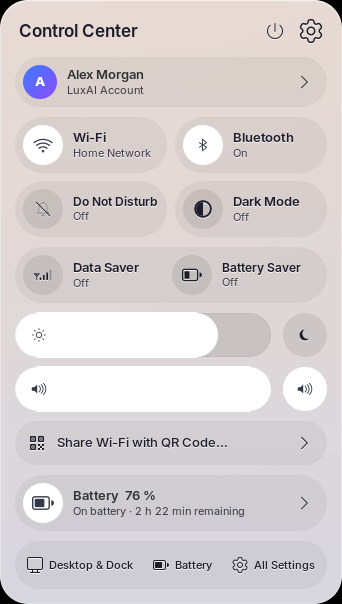 Control Center
A
Alex Morgan
LuxAI Account
Wi-Fi
Home Network
Bluetooth
On
Do Not Disturb
Off
Dark Mode
Off
Data Saver
Off
Battery Saver
Off
Share Wi-Fi with QR Code...
Battery 76 %
On battery · 2 h 22 min remaining
Desktop & Dock
Battery
All Settings